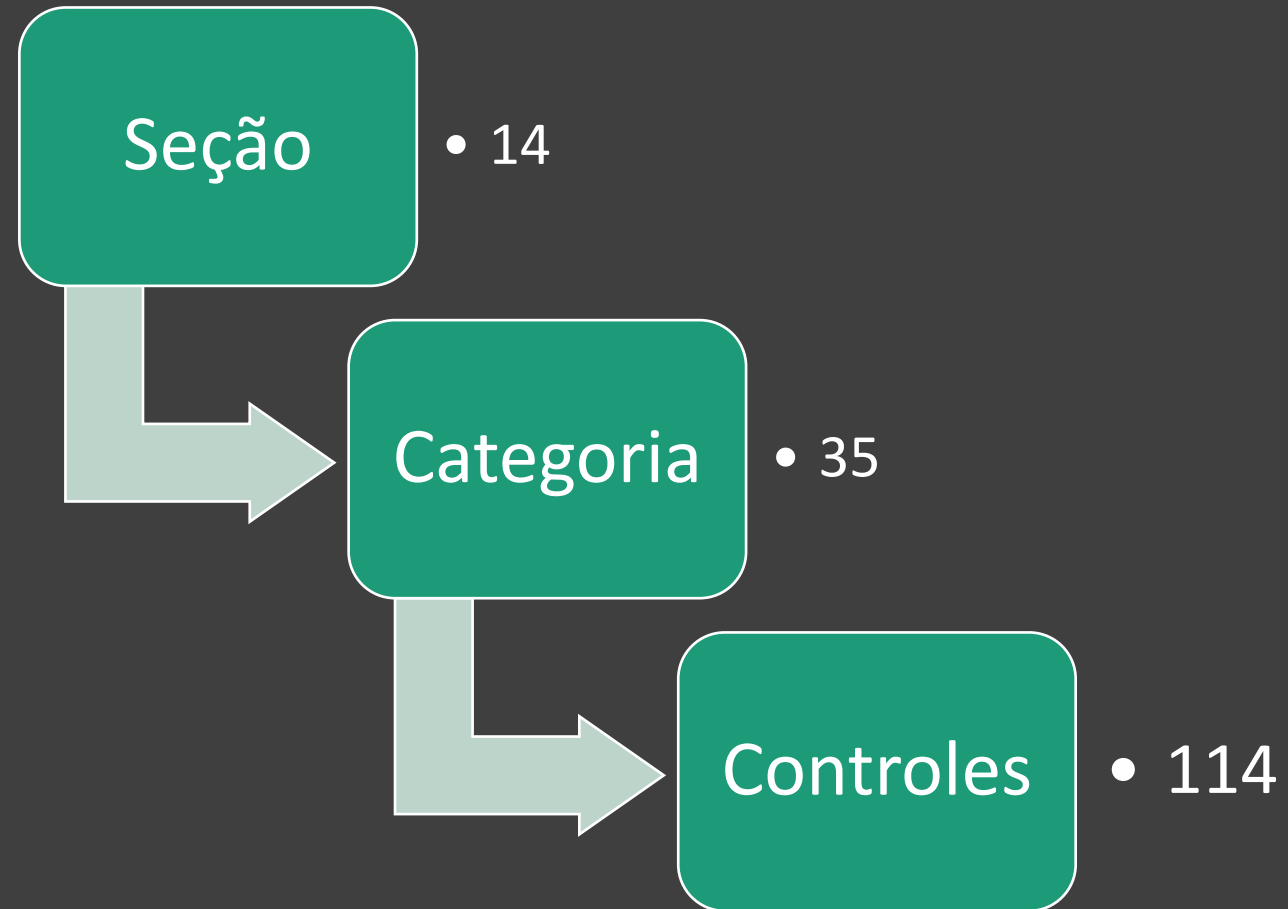 Seção
• 14
Categoria
• 35
Controles
• 114